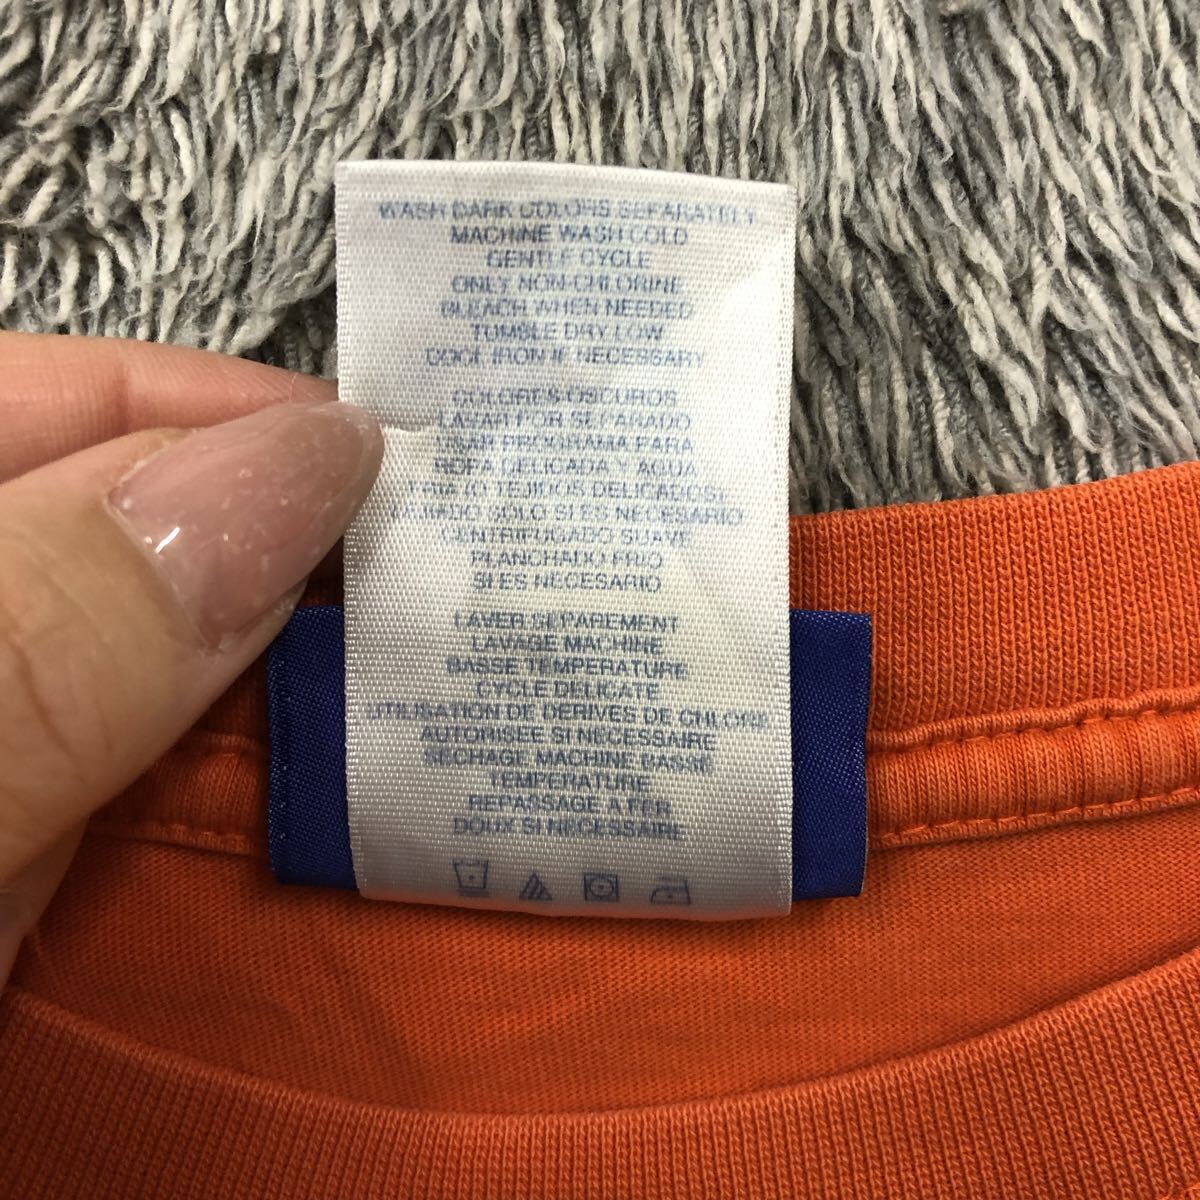 WASH DARK COLORS SEPARATELY
MACHINE WASH COLD
GENTLE CYCLE
ONLY NON-CHLORINE
BLEACH WHEN NEEDED
TUMBLE DRY LOW
COOL IRON IF NECESSARY
COLORES OSCUROS
LAVAR POR SEPARADO
USAR PROGRAMA PARA
ROPA DELICADA Y AGUA
TEJIDOS DELICADOS:
SOLO SI ES NECESARIO
CENTRIFUGADO SUAVE
PLANCHADO FRIO
SI ES NECESARIO
LAVER SEPAREMENT
LAVAGE MACHINE
BASSE TEMPERATURE
CYCLE DELICATE
UTILISATION DE DERIVES DE CHLORE
AUTORISEE SI NECESSAIRE
SECHAGE MACHINE BASSE
TEMPERATURE
REPASSAGE A FER
DOUX SI NECESSAIRE